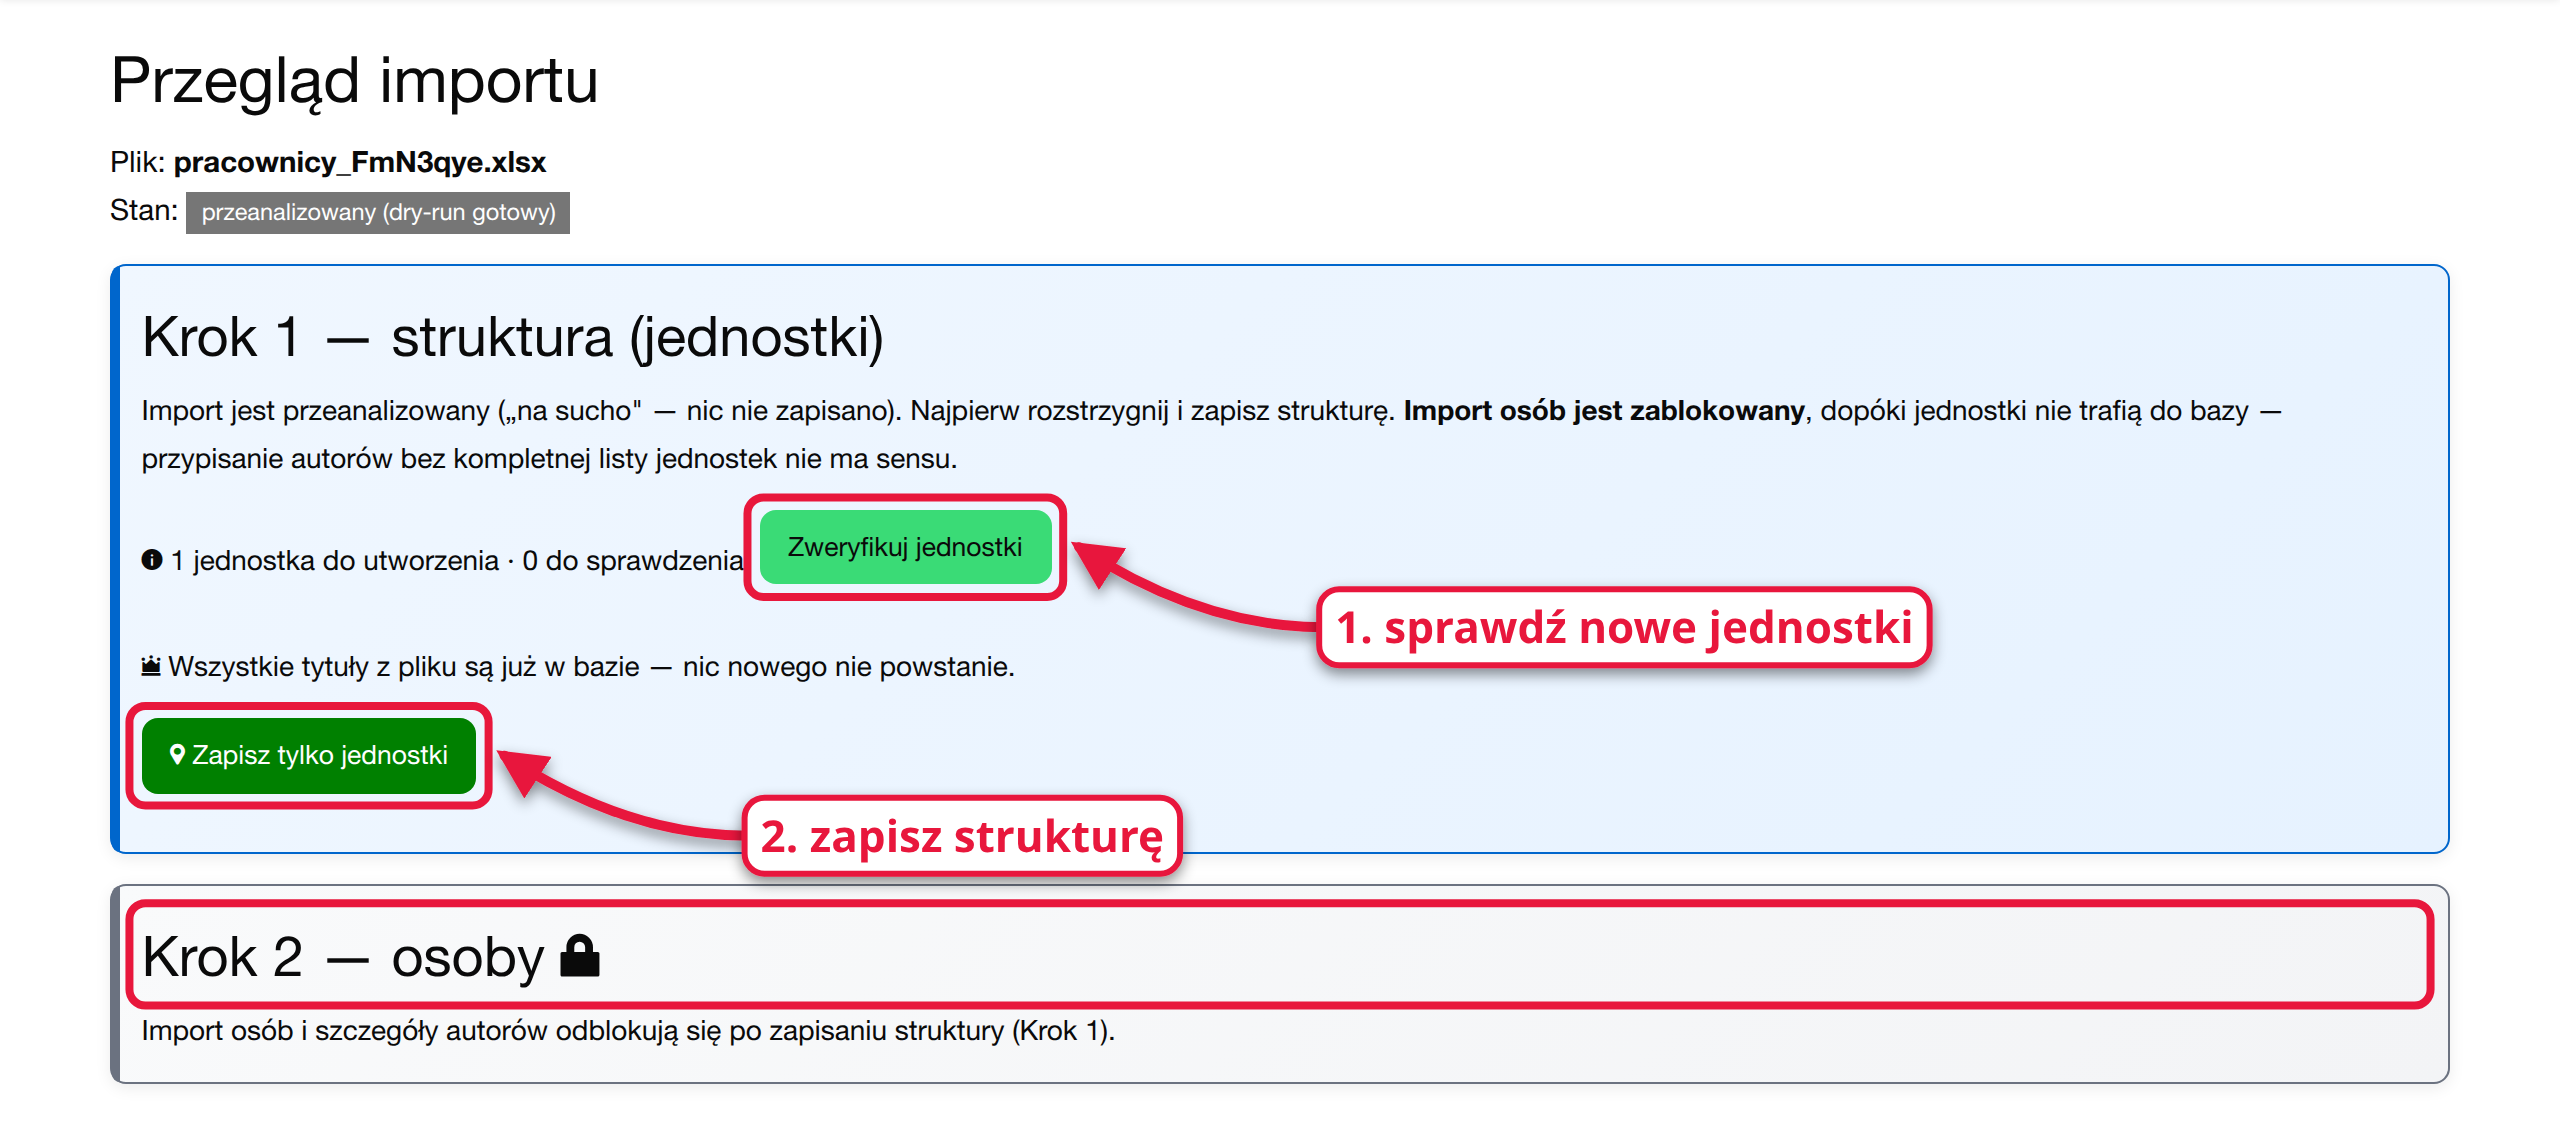 Przegląd importu
Plik: pracownicy_FmN3qye.xlsx
Stan: przeanalizowany (dry-run gotowy)
Krok 1 — struktura (jednostki)
Import jest przeanalizowany („na sucho" — nic nie zapisano). Najpierw rozstrzygnij i zapisz strukturę. Import osób jest zablokowany, dopóki jednostki nie trafią do bazy —
przypisanie autorów bez kompletnej listy jednostek nie ma sensu.
1 jednostka do utworzenia · 0 do sprawdzenia Zweryfikuj jednostki
1. sprawdź nowe jednostki
Wszystkie tytuły z pliku są już w bazie — nic nowego nie powstanie.
Zapisz tylko jednostki
2. zapisz strukturę
Krok 2 — osoby
Import osób i szczegóły autorów odblokują się po zapisaniu struktury (Krok 1).